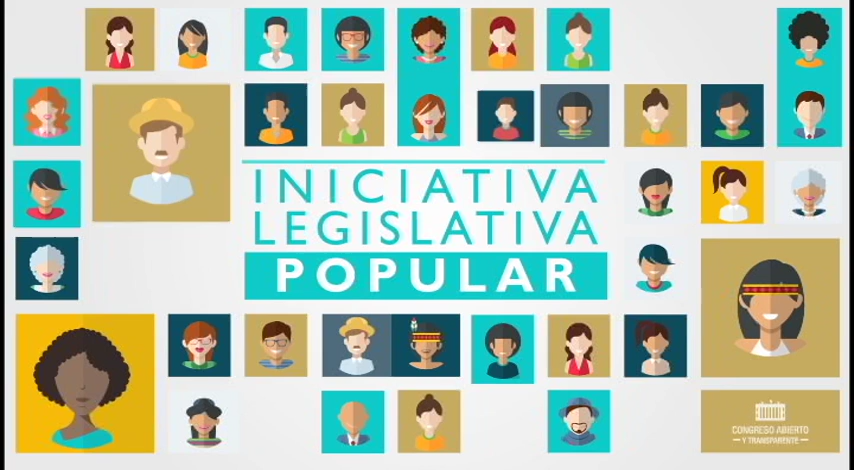 INICIATIVA
LEGISLATIVA
POPULAR
CONGRESO ABIERTO
Y TRANSPARENTE